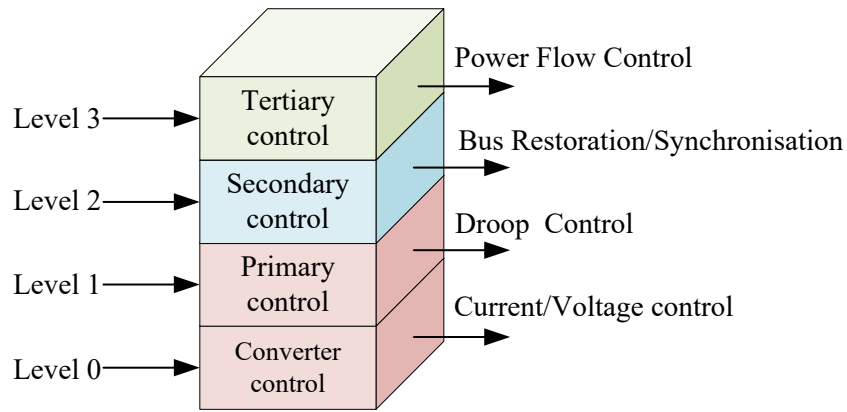 Power Flow Control
Level 3
Tertiary
control
Bus Restoration/Synchronisation
Level 2
Secondary
control
Droop Control
Level 1
Primary
control
Current/Voltage control
Level 0
Converter
control